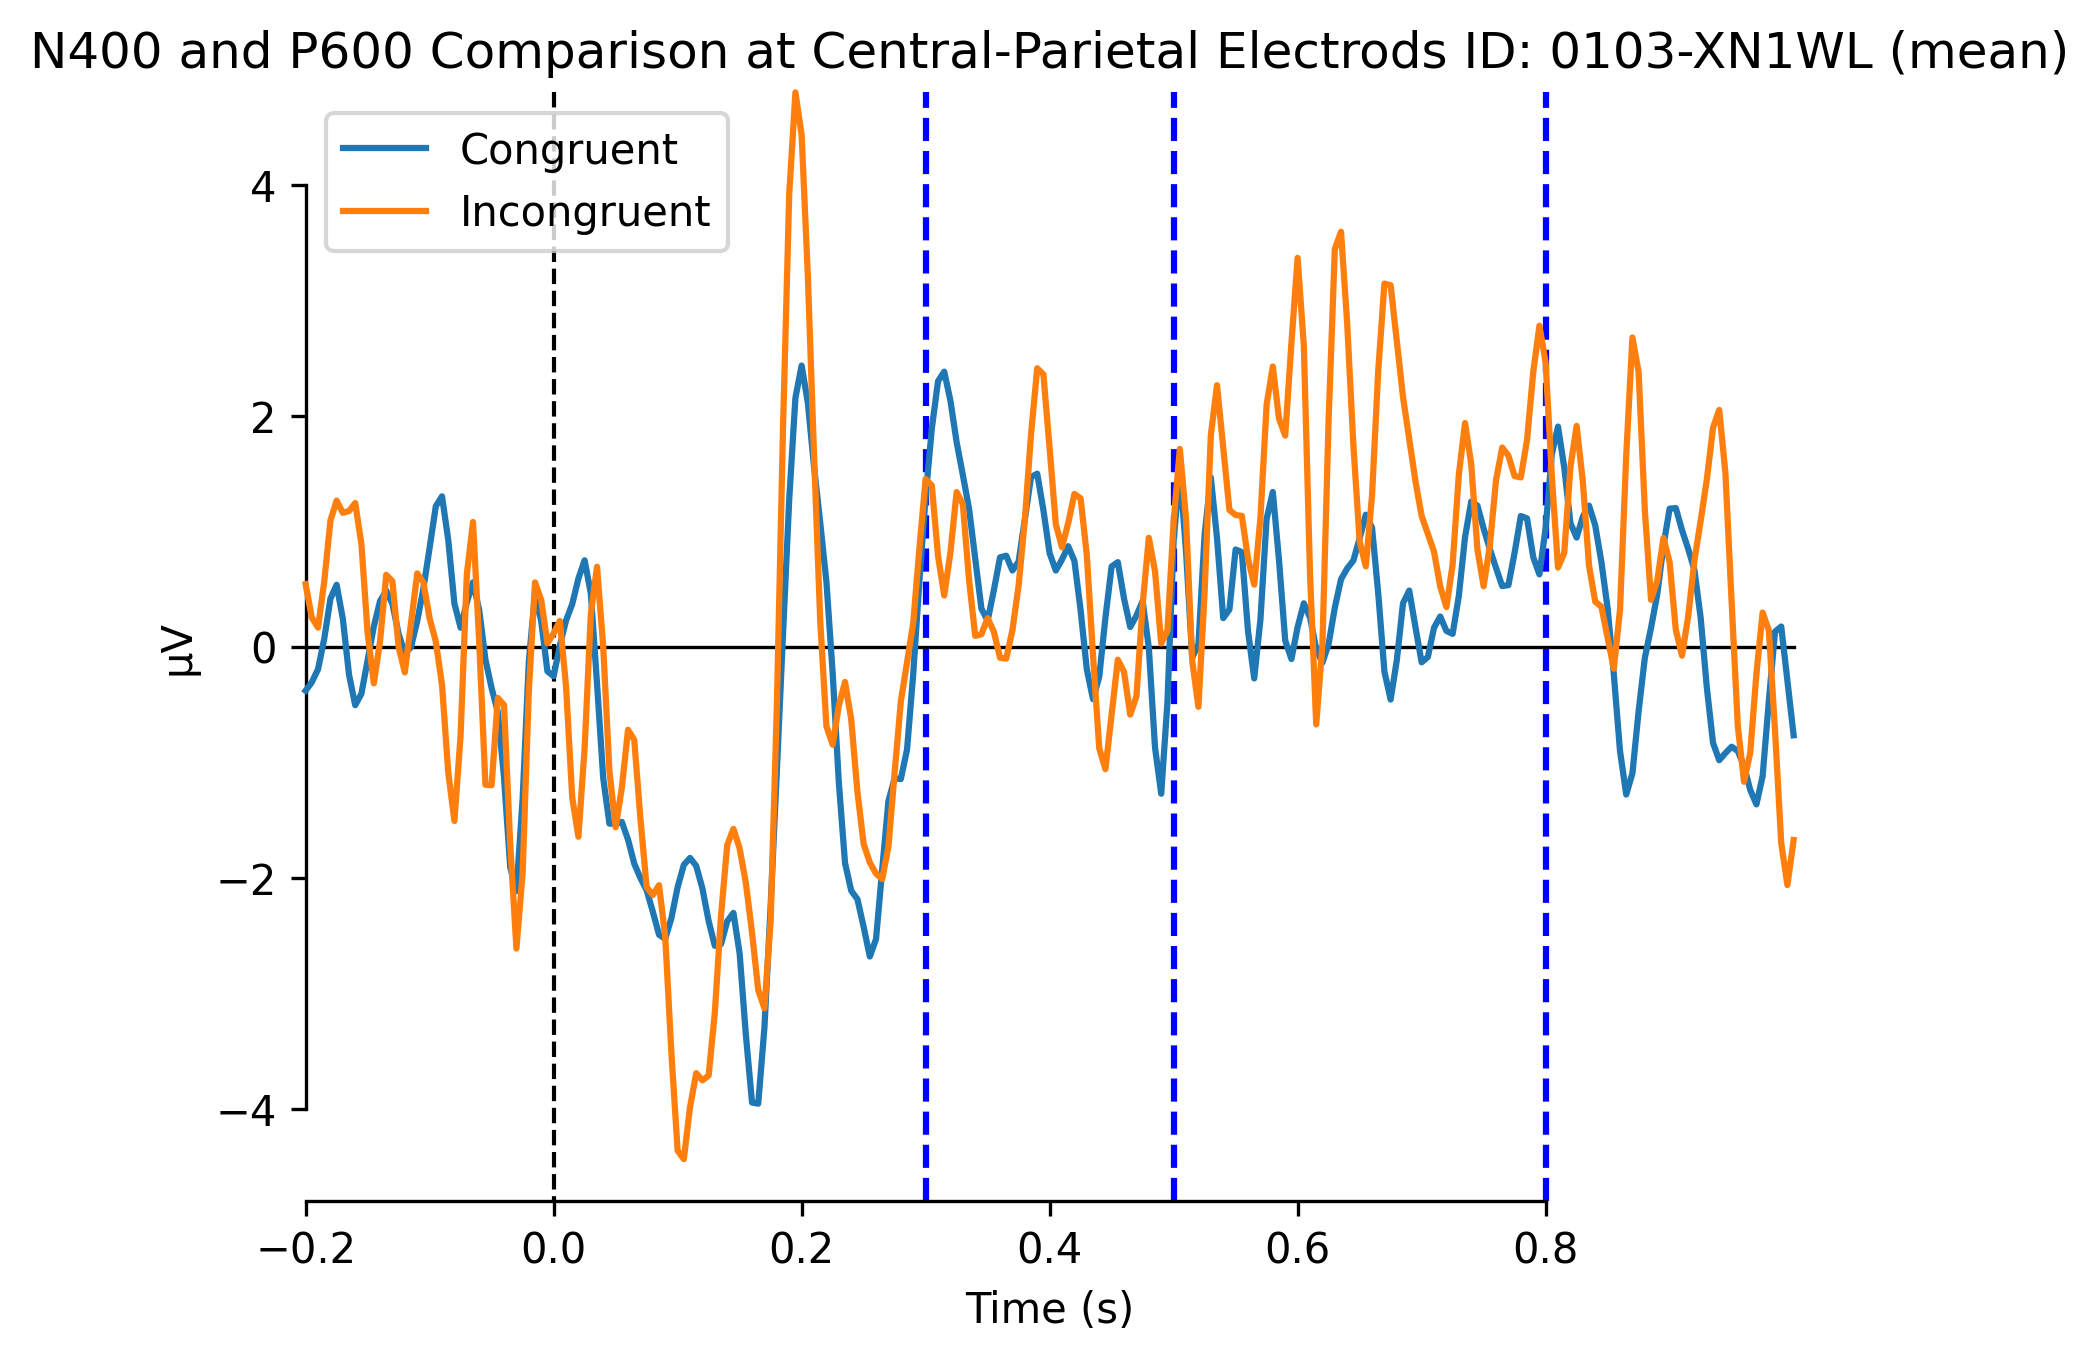 N400 and P600 Comparison at Central-Parietal Electrods ID: 0103-XN1WL (mean)
Congruent
Incongruent
4
2
0
−2
−4
µV
−0.2 0.0 0.2 0.4 0.6 0.8
Time (s)